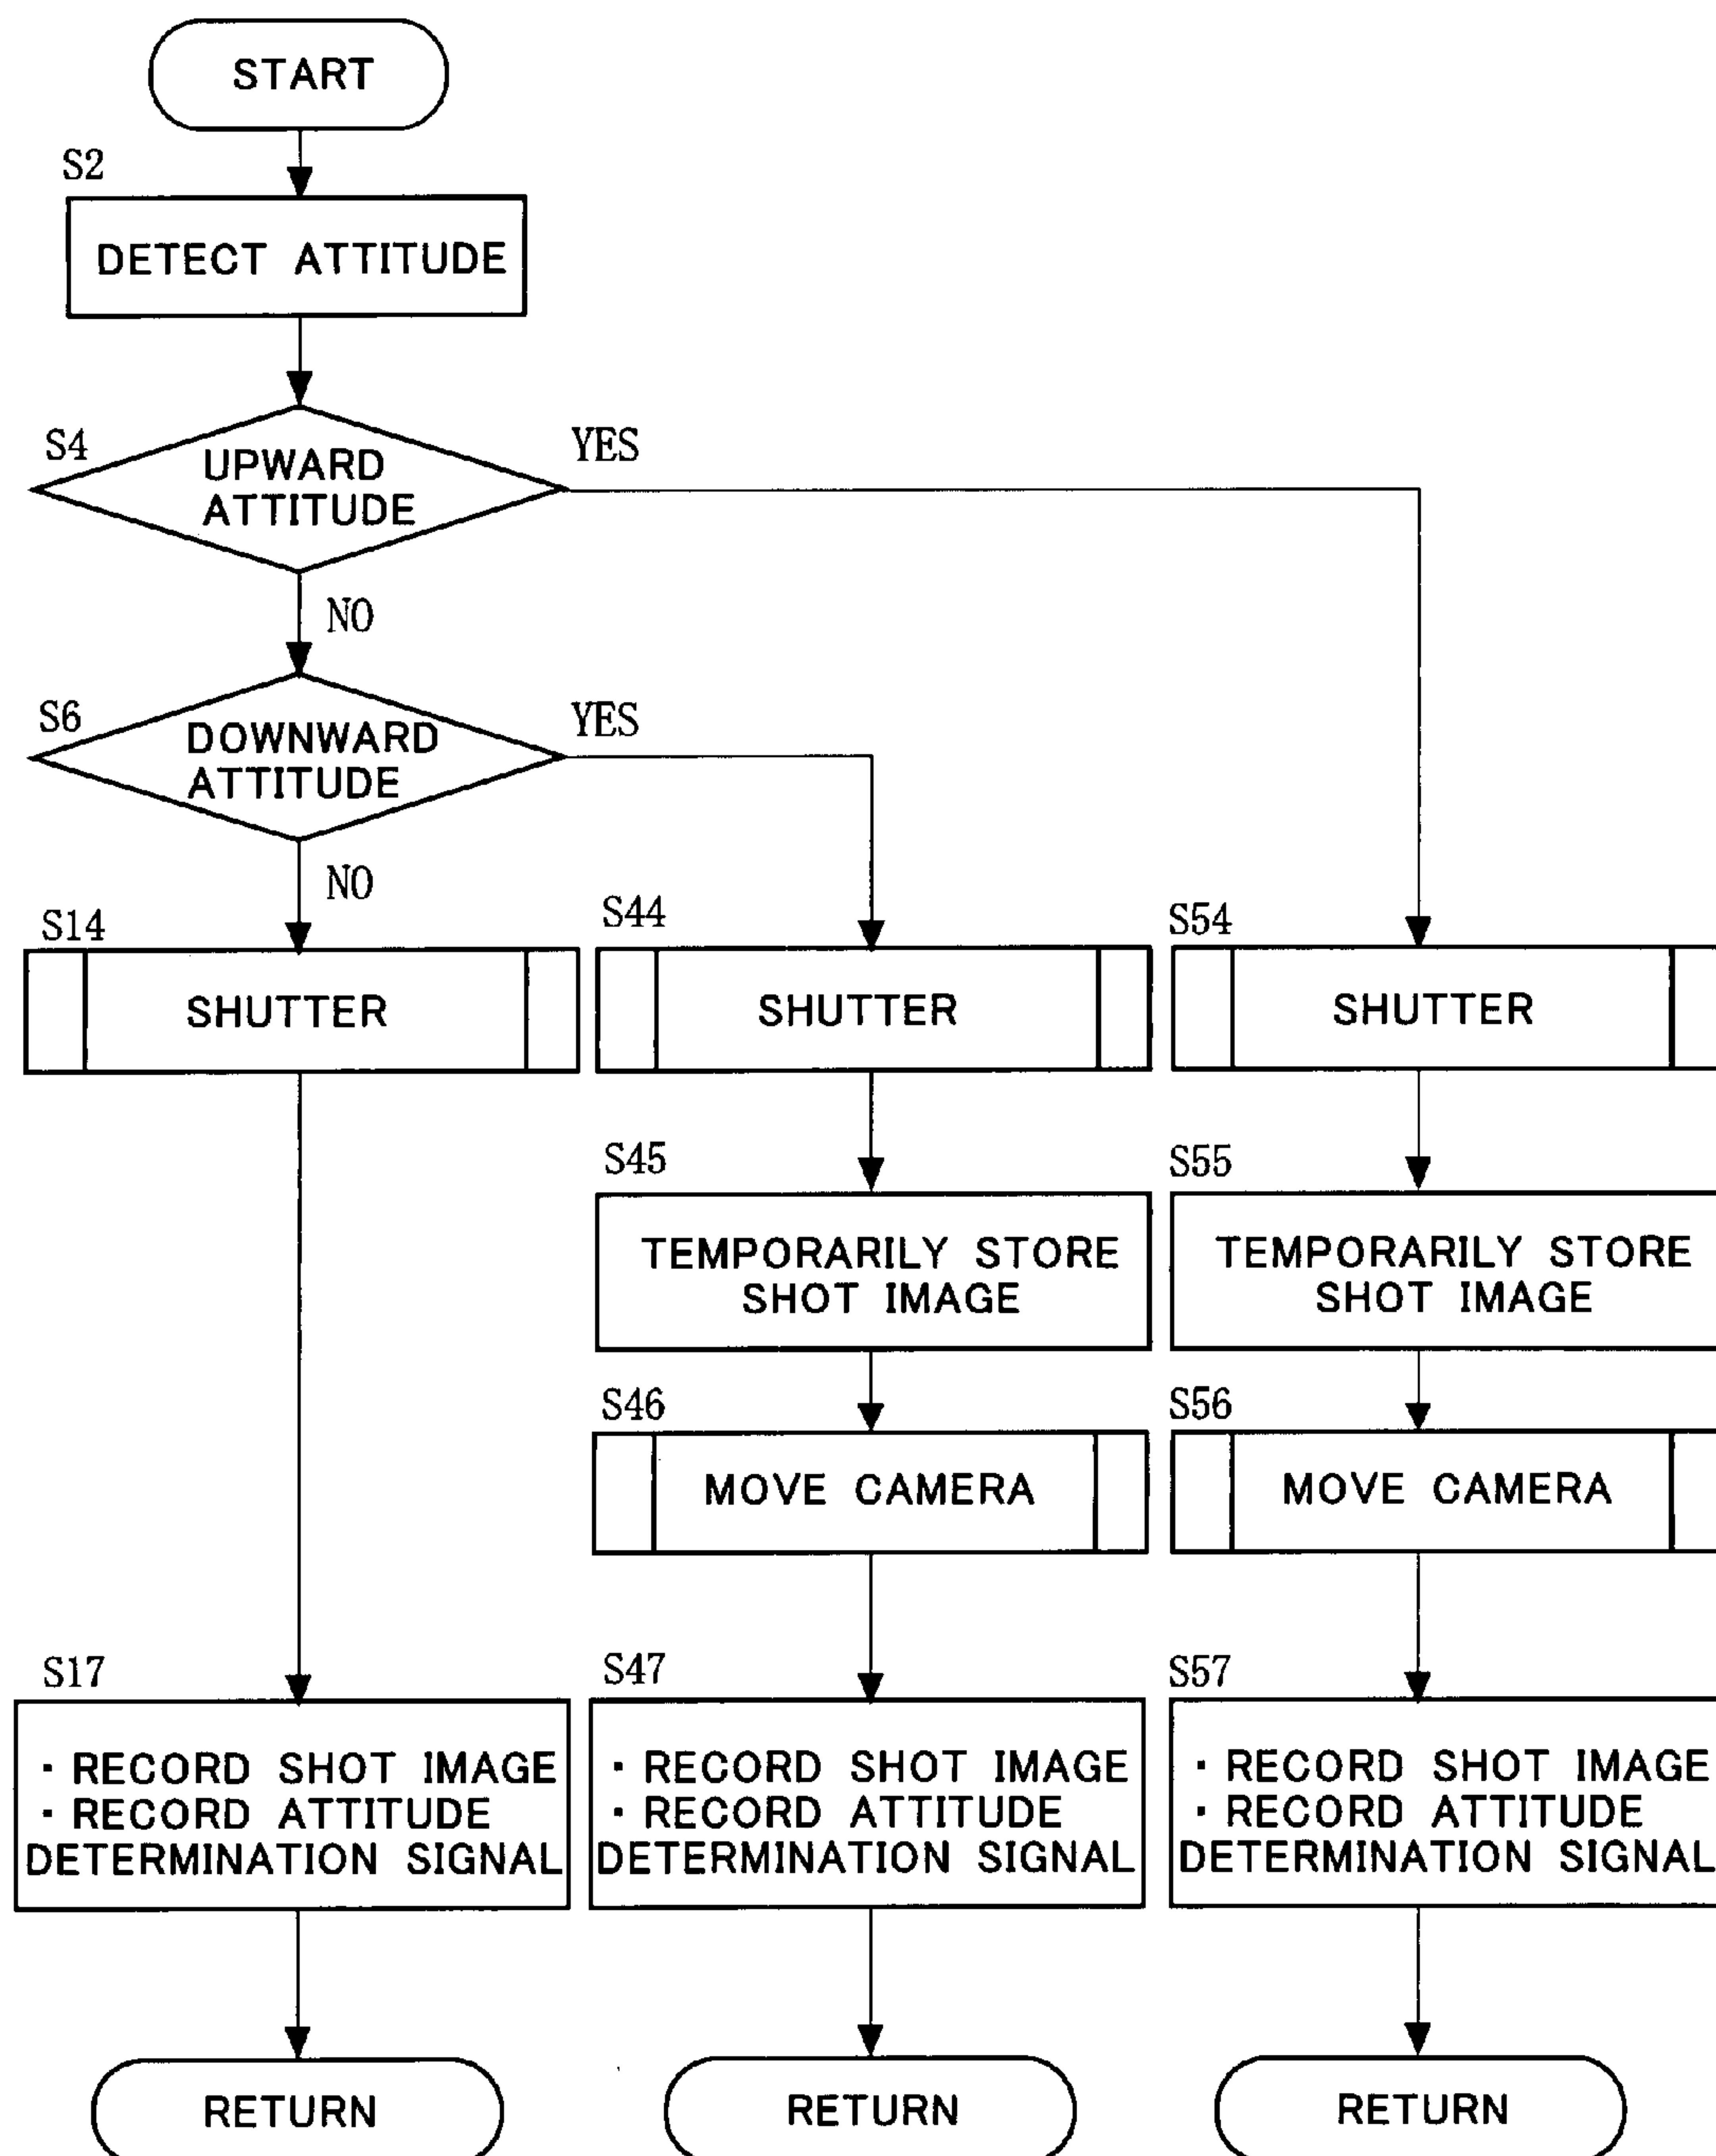 START
S2
DETECT ATTITUDE
S4
UPWARD
ATTITUDE
YES
NO
S6
DOWNWARD
ATTITUDE
YES
NO
S14
SHUTTER
S44
SHUTTER
S54
SHUTTER
S45
TEMPORARILY STORE
SHOT IMAGE
S55
TEMPORARILY STORE
SHOT IMAGE
S46
MOVE CAMERA
S56
MOVE CAMERA
S17
・RECORD SHOT IMAGE
・RECORD ATTITUDE
DETERMINATION SIGNAL
S47
・RECORD SHOT IMAGE
・RECORD ATTITUDE
DETERMINATION SIGNAL
S57
・RECORD SHOT IMAGE
・RECORD ATTITUDE
DETERMINATION SIGNAL
RETURN
RETURN
RETURN